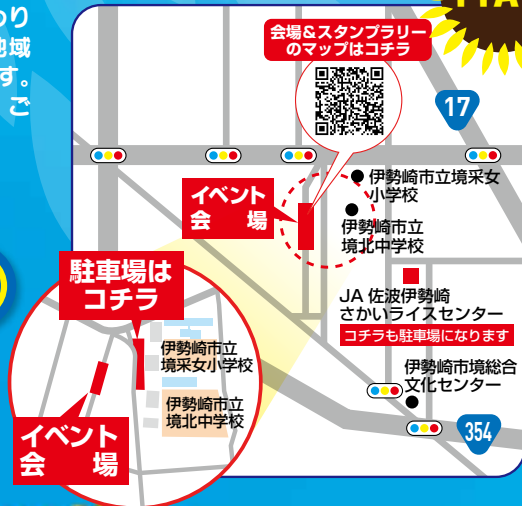 わり
地域
す。
ご
会場&スタンプラリー
のマップはコチラ
17
伊勢崎市立境采女
小学校
イベント
会 場
伊勢崎市立
境北中学校
駐車場は
コチラ
JA 佐波伊勢崎
さかいライスセンター
コチラも駐車場になります
伊勢崎市立
境采女小学校
伊勢崎市境総合
文化センター
伊勢崎市立
境北中学校
イベント
会 場
354